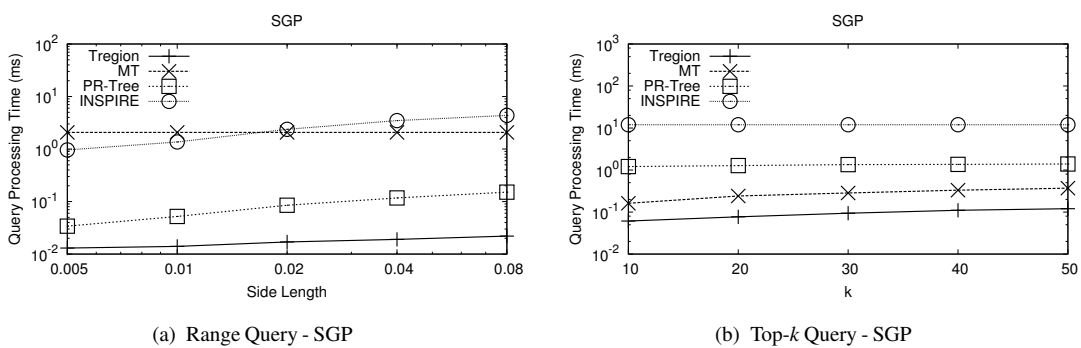 SGP
Query Processing Time (ms)
10^2
10^1
10^0
10^-1
10^-2
Tregion
MT
PR-Tree
INSPIRE
0.005 0.01 0.02 0.04 0.08
Side Length
(a) Range Query - SGP
SGP
Query Processing Time (ms)
10^3
10^2
10^1
10^0
10^-1
10^-2
Tregion
MT
PR-Tree
INSPIRE
10 20 30 40 50
k
(b) Top-k Query - SGP